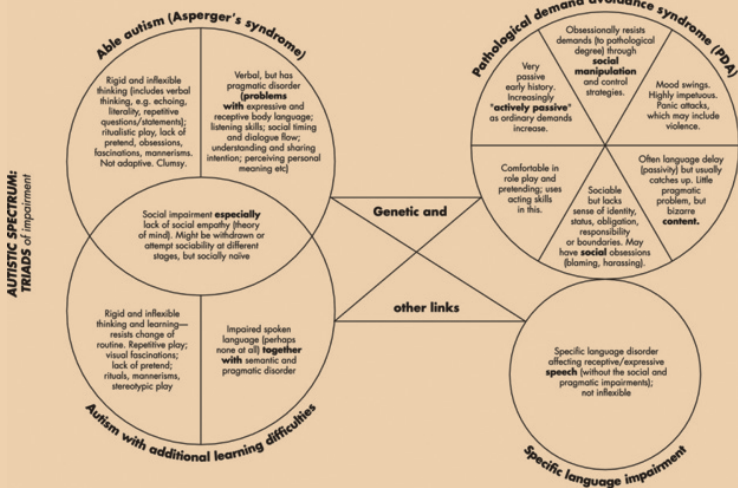 AUTISTIC SPECTRUM:
TRIADS of impairment
Able autism (Asperger's syndrome)
Rigid and inflexible
thinking (includes verbal
thinking, e.g. echoing,
literality, repetitive
questions/statements);
ritualistic play, lack of
pretend, obsessions,
fascinations, mannerisms.
Not adaptive. Clumsy.
Verbal, but has
pragmatic disorder
(problems
with expressive and
receptive body language;
listening skills; social timing
and dialogue flow;
understanding and sharing
intention; perceiving personal
meaning etc)
Social impairment especially
lack of social empathy (theory
of mind). Might be withdrawn or
attempt sociability at different
stages, but socially naïve
Rigid and inflexible
thinking and learning—
resists change of
routine. Repetitive play;
visual fascinations;
lack of pretend;
rituals, mannerisms,
stereotypic play
Impaired spoken
language (perhaps
none at all) together
with semantic and
pragmatic disorder
Autism with additional learning difficulties
Genetic and
other links
Pathological demand avoidance syndrome (PDA)
Very
passive
early history.
Increasingly
"actively passive"
as ordinary demands
increase.
Obsessionally resists
demands (to pathological
degree) through
social
manipulation
and control
strategies.
Mood swings.
Highly impetuous.
Panic attacks,
which may include
violence.
Comfortable in
role play and
pretending; uses
acting skills
in this.
Sociable
but lacks
sense of identity,
status, obligation,
responsibility
or boundaries. May
have social obsessions
(blaming, harassing).
Often language delay
(passivity) but usually
catches up. Little
pragmatic
problem, but
bizarre
content.
Specific language disorder
affecting receptive/expressive
speech (without the social and
pragmatic impairments);
not inflexible
Specific language impairment